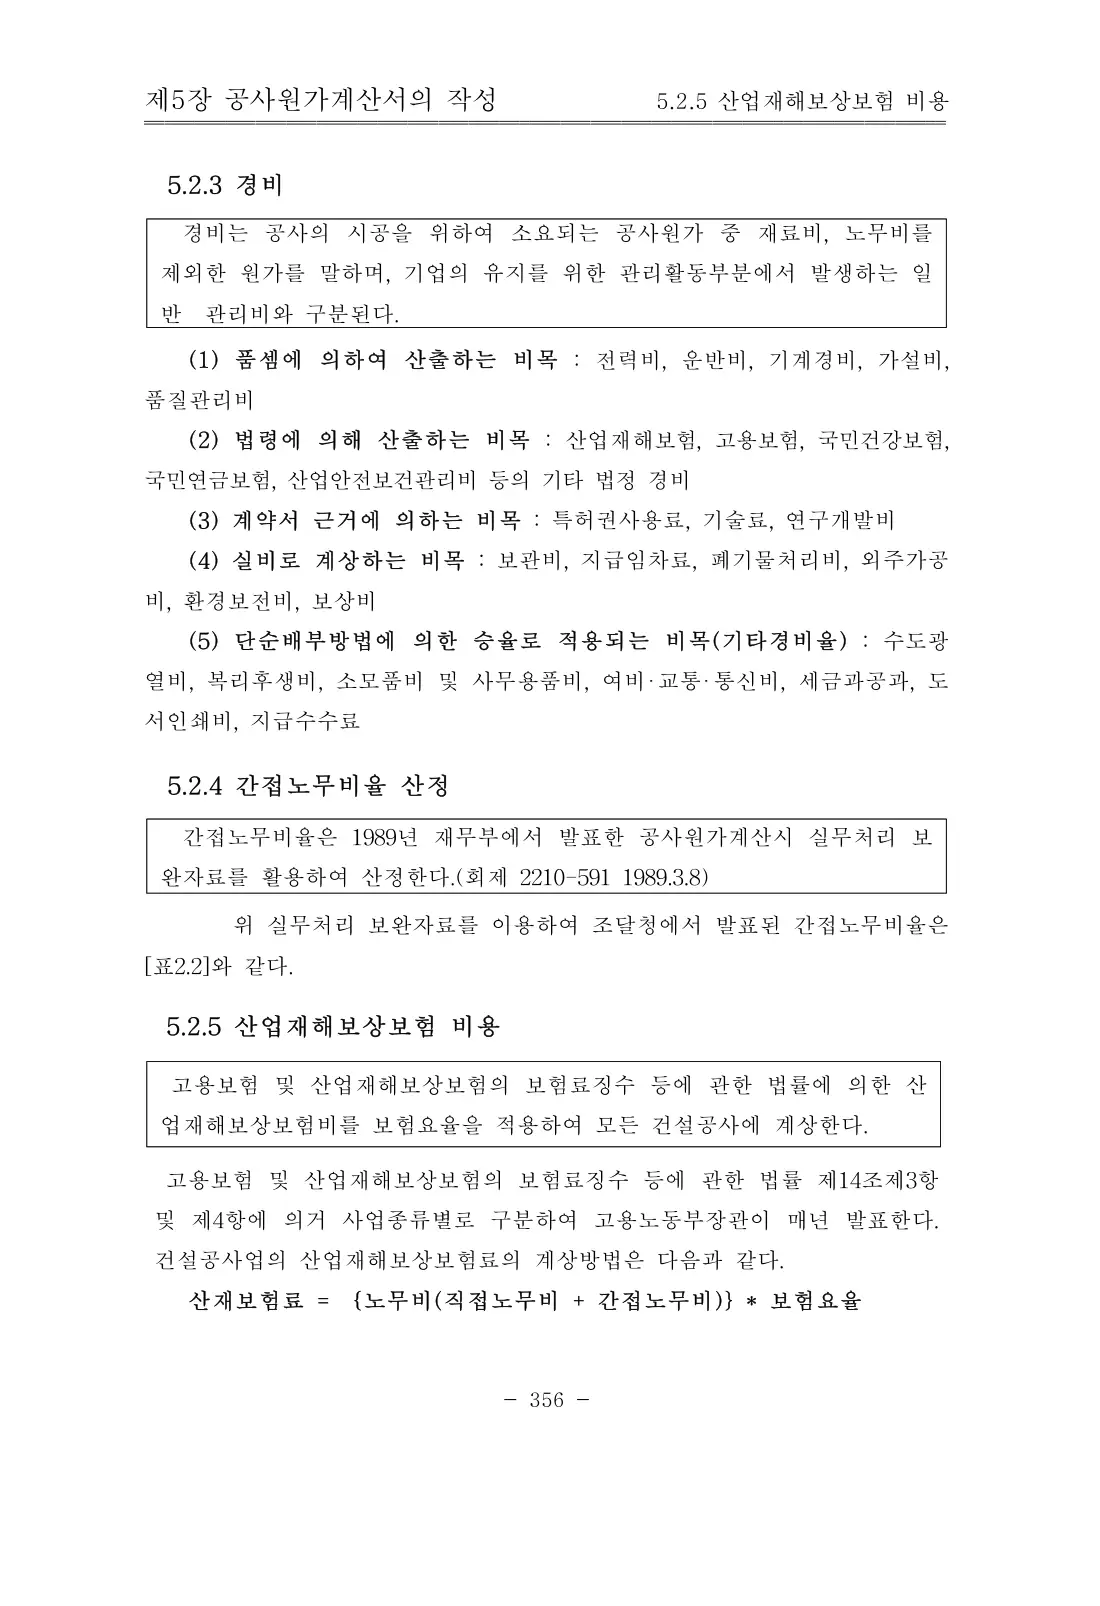 제5장 공사원가계산서의 작성 5.2.5 산업재해보상보험 비용
5.2.3 경비
경비는 공사의 시공을 위하여 소요되는 공사원가 중 재료비, 노무비를
제외한 원가를 말하며, 기업의 유지를 위한 관리활동부분에서 발생하는 일
반 관리비와 구분된다.
(1) 품셈에 의하여 산출하는 비목 : 전력비, 운반비, 기계경비, 가설비,
품질관리비
(2) 법령에 의해 산출하는 비목 : 산업재해보험, 고용보험, 국민건강보험,
국민연금보험, 산업안전보건관리비 등의 기타 법정 경비
(3) 계약서 근거에 의하는 비목 : 특허권사용료, 기술료, 연구개발비
(4) 실비로 계상하는 비목 : 보관비, 지급임차료, 폐기물처리비, 외주가공
비, 환경보전비, 보상비
(5) 단순배부방법에 의한 승율로 적용되는 비목(기타경비율) : 수도광
열비, 복리후생비, 소모품비 및 사무용품비, 여비·교통·통신비, 세금과공과, 도
서인쇄비, 지급수수료
5.2.4 간접노무비율 산정
간접노무비율은 1989년 재무부에서 발표한 공사원가계산시 실무처리 보
완자료를 활용하여 산정한다.(회제 2210-591 1989.3.8)
위 실무처리 보완자료를 이용하여 조달청에서 발표된 간접노무비율은
[표2.2]와 같다.
5.2.5 산업재해보상보험 비용
고용보험 및 산업재해보상보험의 보험료징수 등에 관한 법률에 의한 산
업재해보상보험비를 보험요율을 적용하여 모든 건설공사에 계상한다.
고용보험 및 산업재해보상보험의 보험료징수 등에 관한 법률 제14조제3항
및 제4항에 의거 사업종류별로 구분하여 고용노동부장관이 매년 발표한다.
건설공사업의 산업재해보상보험료의 계상방법은 다음과 같다.
산재보험료 = {노무비(직접노무비 + 간접노무비)} * 보험요율
- 356 -